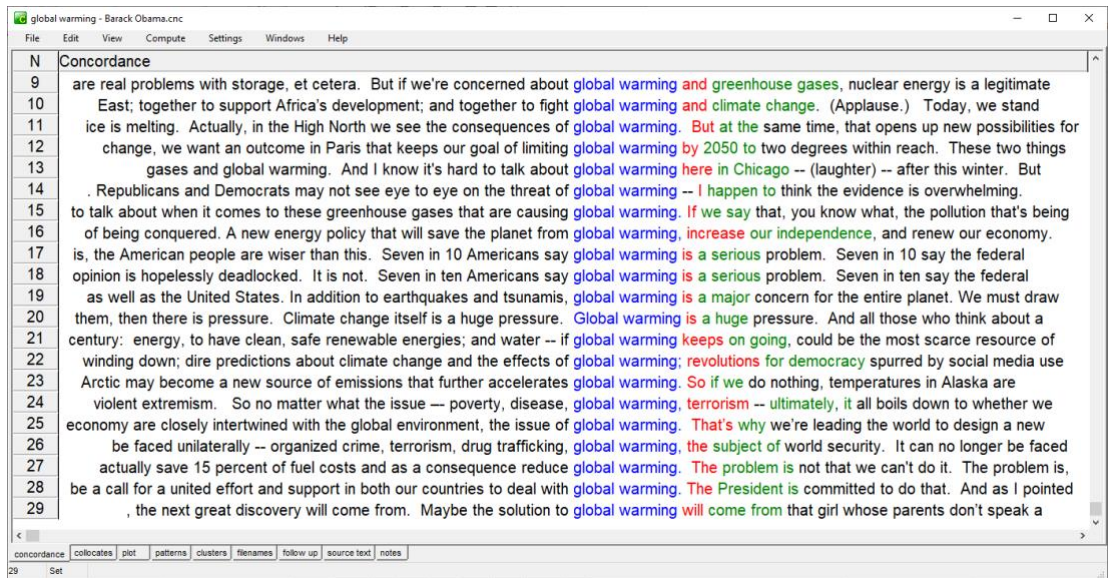 global warming - Barack Obama.cnc
File Edit View Compute Settings Windows Help
N Concordance
9 are real problems with storage, et cetera. But if we're concerned about global warming and greenhouse gases, nuclear energy is a legitimate
10 East; together to support Africa's development; and together to fight global warming and climate change. (Applause.) Today, we stand
11 ice is melting. Actually, in the High North we see the consequences of global warming. But at the same time, that opens up new possibilities for
12 change, we want an outcome in Paris that keeps our goal of limiting global warming by 2050 to two degrees within reach. These two things
13 gases and global warming. And I know it's hard to talk about global warming here in Chicago -- (laughter) -- after this winter. But
14 . Republicans and Democrats may not see eye to eye on the threat of global warming -- I happen to think the evidence is overwhelming.
15 to talk about when it comes to these greenhouse gases that are causing global warming. If we say that, you know what, the pollution that's being
16 of being conquered. A new energy policy that will save the planet from global warming, increase our independence, and renew our economy.
17 is, the American people are wiser than this. Seven in 10 Americans say global warming is a serious problem. Seven in 10 say the federal
18 opinion is hopelessly deadlocked. It is not. Seven in ten Americans say global warming is a serious problem. Seven in ten say the federal
19 as well as the United States. In addition to earthquakes and tsunamis, global warming is a major concern for the entire planet. We must draw
20 them, then there is pressure. Climate change itself is a huge pressure. Global warming is a huge pressure. And all those who think about a
21 century: energy, to have clean, safe renewable energies; and water -- if global warming keeps on going, could be the most scarce resource of
22 winding down; dire predictions about climate change and the effects of global warming; revolutions for democracy spurred by social media use
23 Arctic may become a new source of emissions that further accelerates global warming. So if we do nothing, temperatures in Alaska are
24 violent extremism. So no matter what the issue –- poverty, disease, global warming, terrorism -- ultimately, it all boils down to whether we
25 economy are closely intertwined with the global environment, the issue of global warming. That's why we're leading the world to design a new
26 be faced unilaterally -- organized crime, terrorism, drug trafficking, global warming, the subject of world security. It can no longer be faced
27 actually save 15 percent of fuel costs and as a consequence reduce global warming. The problem is not that we can't do it. The problem is,
28 be a call for a united effort and support in both our countries to deal with global warming. The President is committed to do that. And as I pointed
29 , the next great discovery will come from. Maybe the solution to global warming will come from that girl whose parents don't speak a
concordance collocates plot patterns clusters filenames follow up source text notes
29 Set